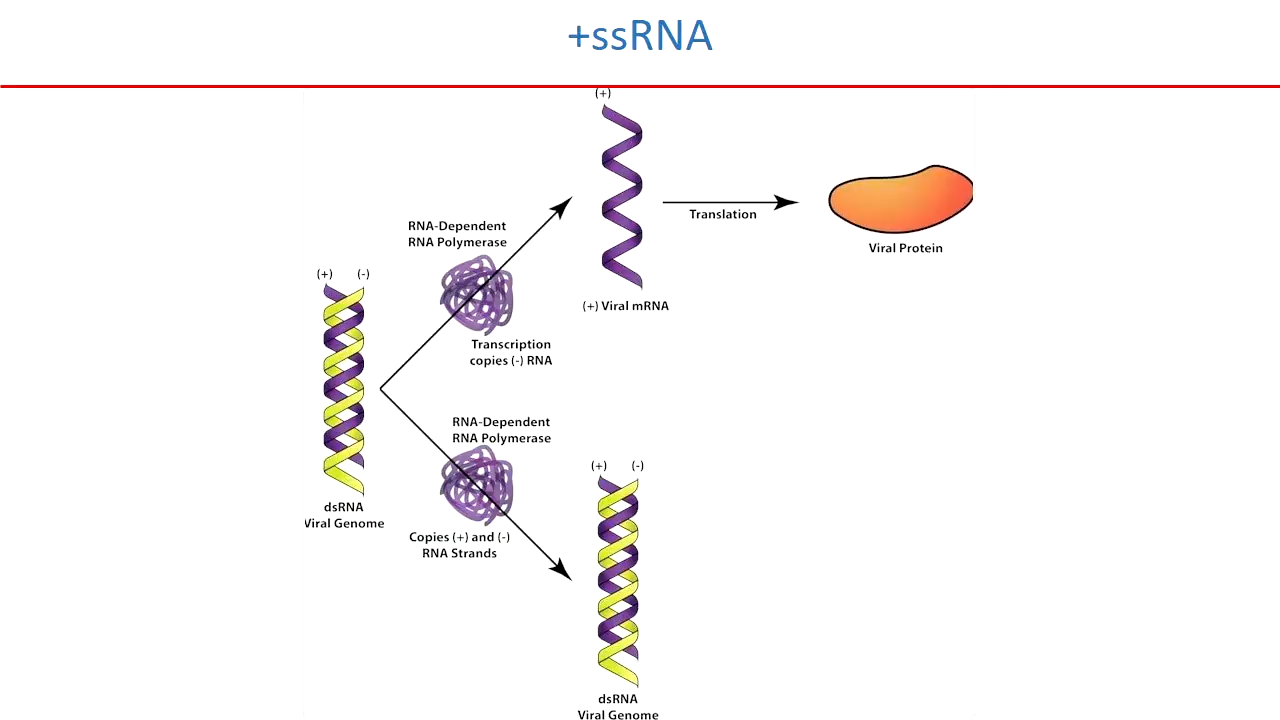 +ssRNA
(+)
RNA-Dependent
RNA Polymerase
Translation
Viral Protein
(+) (-)
(+) Viral mRNA
Transcription
copies (-) RNA
RNA-Dependent
RNA Polymerase
(+) (-)
dsRNA
Viral Genome
Copies (+) and (-)
RNA Strands
dsRNA
Viral Genome